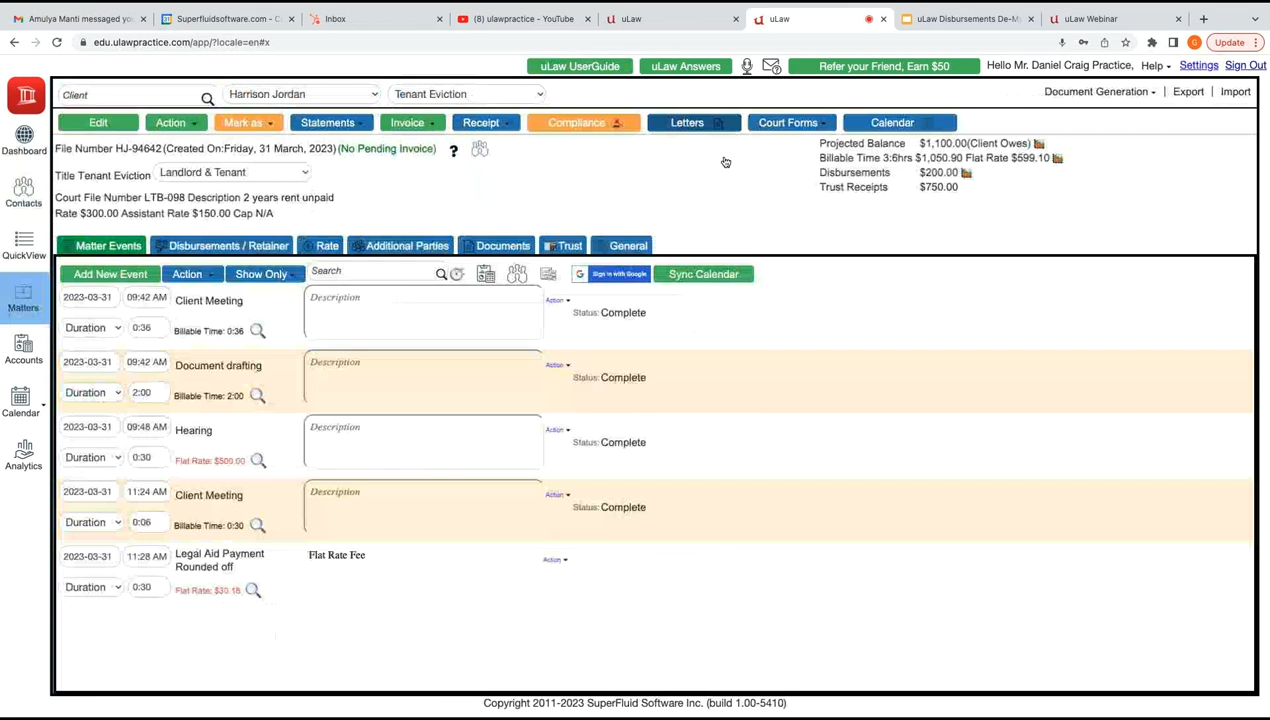 Amulya Manti messaged yo
Superfluidsoftware.com - C
Inbox
(8) ulawpractice - YouTube
uLaw
uLaw
uLaw Disbursements De-My
uLaw Webinar
edu.ulawpractice.com/app/?locale=en#x
G
Update
uLaw UserGuide
uLaw Answers
Refer your Friend, Earn $50
Hello Mr. Daniel Craig Practice,
Help
Settings
Sign Out
Client
Harrison Jordan
Tenant Eviction
Document Generation
Export
Import
Edit
Action
Mark as
Statements
Invoice
Receipt
Compliance
Letters
Court Forms
Calendar
File Number HJ-94642 (Created On:Friday, 31 March, 2023) (No Pending Invoice) ?
Projected Balance $1,100.00(Client Owes)
Billable Time 3:6hrs $1,050.90 Flat Rate $599.10
Disbursements $200.00
Trust Receipts $750.00
Title Tenant Eviction Landlord & Tenant
Court File Number LTB-098 Description 2 years rent unpaid
Rate $300.00 Assistant Rate $150.00 Cap N/A
Dashboard
Contacts
QuickView
Matters
Accounts
Calendar
Analytics
Matter Events
Disbursements / Retainer
Rate
Additional Parties
Documents
Trust
General
Add New Event
Action
Show Only
Search
G Sign in with Google
Sync Calendar
2023-03-31 09:42 AM Client Meeting Description Action
Status: Complete
Duration 0:36 Billable Time: 0:36
2023-03-31 09:42 AM Document drafting Description Action
Status: Complete
Duration 2:00 Billable Time: 2:00
2023-03-31 09:48 AM Hearing Description Action
Status: Complete
Duration 0:30 Flat Rate: $500.00
2023-03-31 11:24 AM Client Meeting Description Action
Status: Complete
Duration 0:06 Billable Time: 0:30
2023-03-31 11:28 AM Legal Aid Payment Rounded off Flat Rate Fee Action
Duration 0:30 Flat Rate: $30.18
Copyright 2011-2023 SuperFluid Software Inc. (build 1.00-5410)